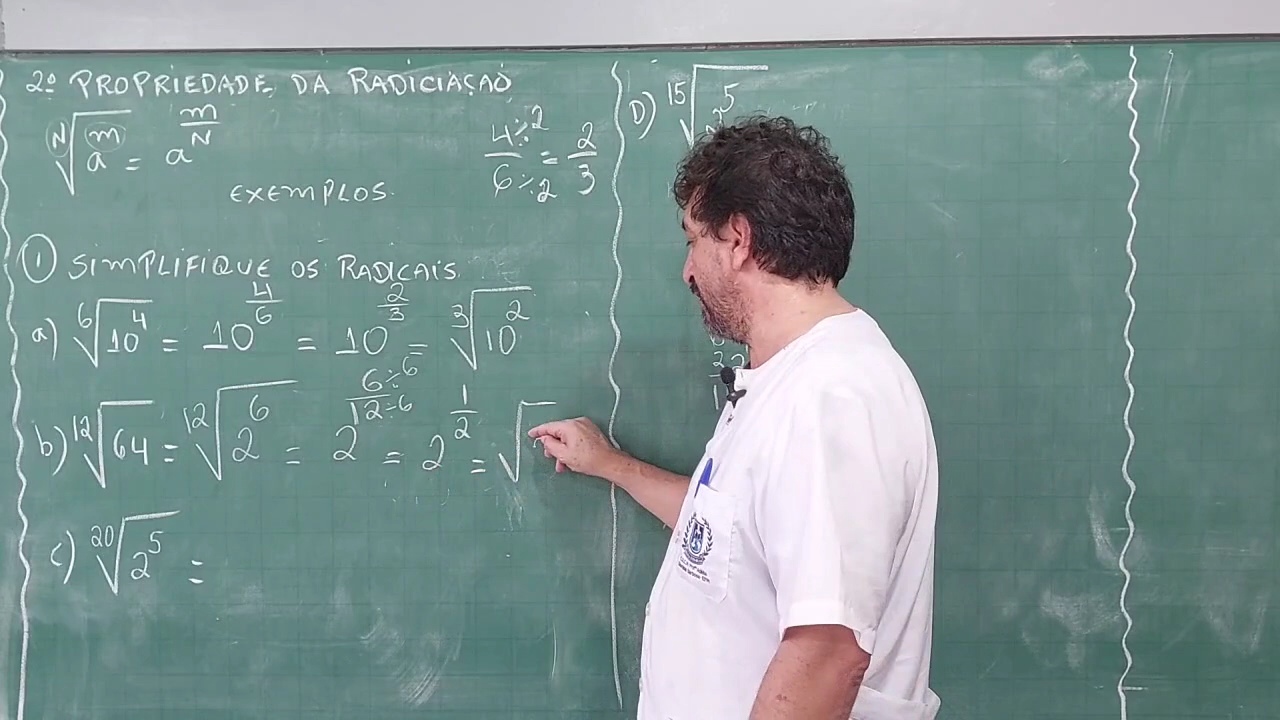 2º PROPRIEDADE DA RADICIAÇAÕ
ᴺ√aᵐ = a^(m/N)
4÷2/6÷2 = 2/3
EXEMPLOS.
① SIMPLIFIQUE OS RADICAIS.
a) ⁶√10⁴ = 10^(4/6) = 10^(2/3) = ³√10²
b) ¹²√64 = ¹²√2⁶ = 2^(6÷6/12÷6) = 2^(1/2) = √
c) ²⁰√2⁵ =
D) ¹⁵√ ⁵